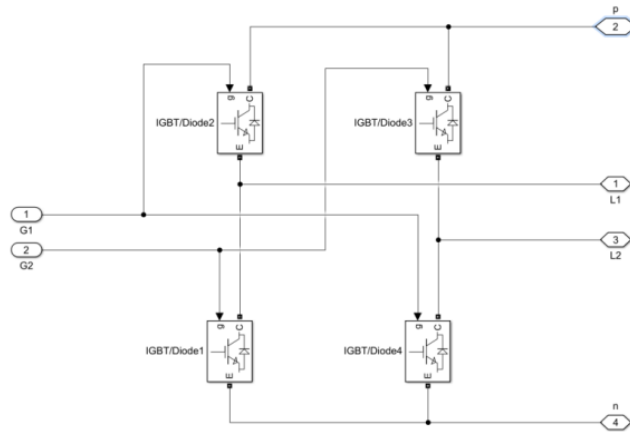 p
2
g
C
IGBT/Diode2
E
g
C
IGBT/Diode3
E
1
L1
1
G1
2
G2
3
L2
g
C
IGBT/Diode1
E
g
C
IGBT/Diode4
E
n
4